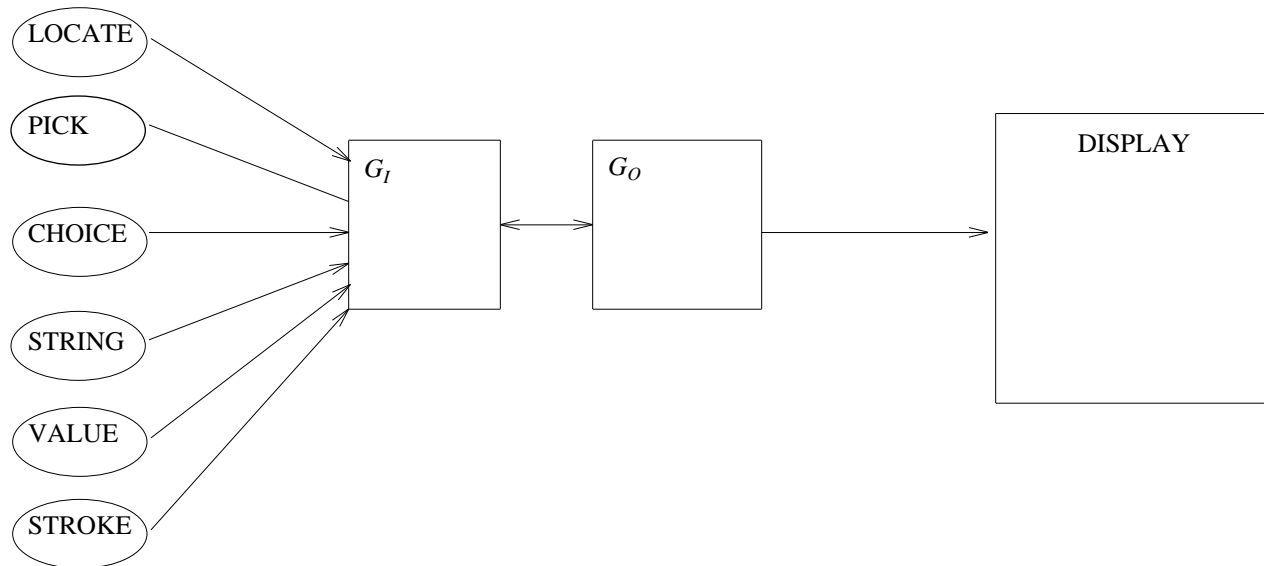 LOCATE
PICK
CHOICE
STRING
VALUE
STROKE
G_I
G_O
DISPLAY